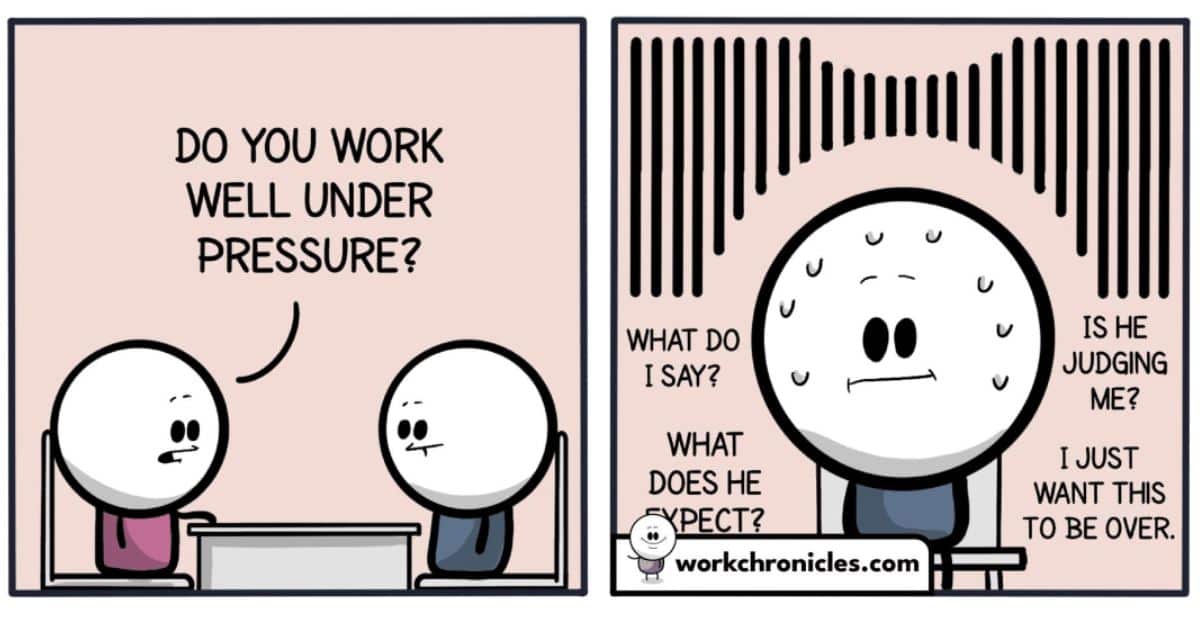 DO YOU WORK
WELL UNDER
PRESSURE?
WHAT DO
I SAY?
WHAT
DOES HE
EXPECT?
IS HE
JUDGING
ME?
I JUST
WANT THIS
TO BE OVER.
workchronicles.com